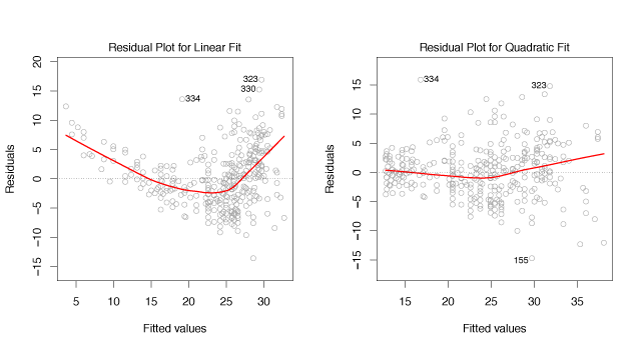 Residual Plot for Linear Fit
Residuals
20
15
10
5
0
−5
−10
−15
323
330
334
5 10 15 20 25 30
Fitted values
Residual Plot for Quadratic Fit
Residuals
15
10
5
0
−5
−10
−15
334
323
155
15 20 25 30 35
Fitted values